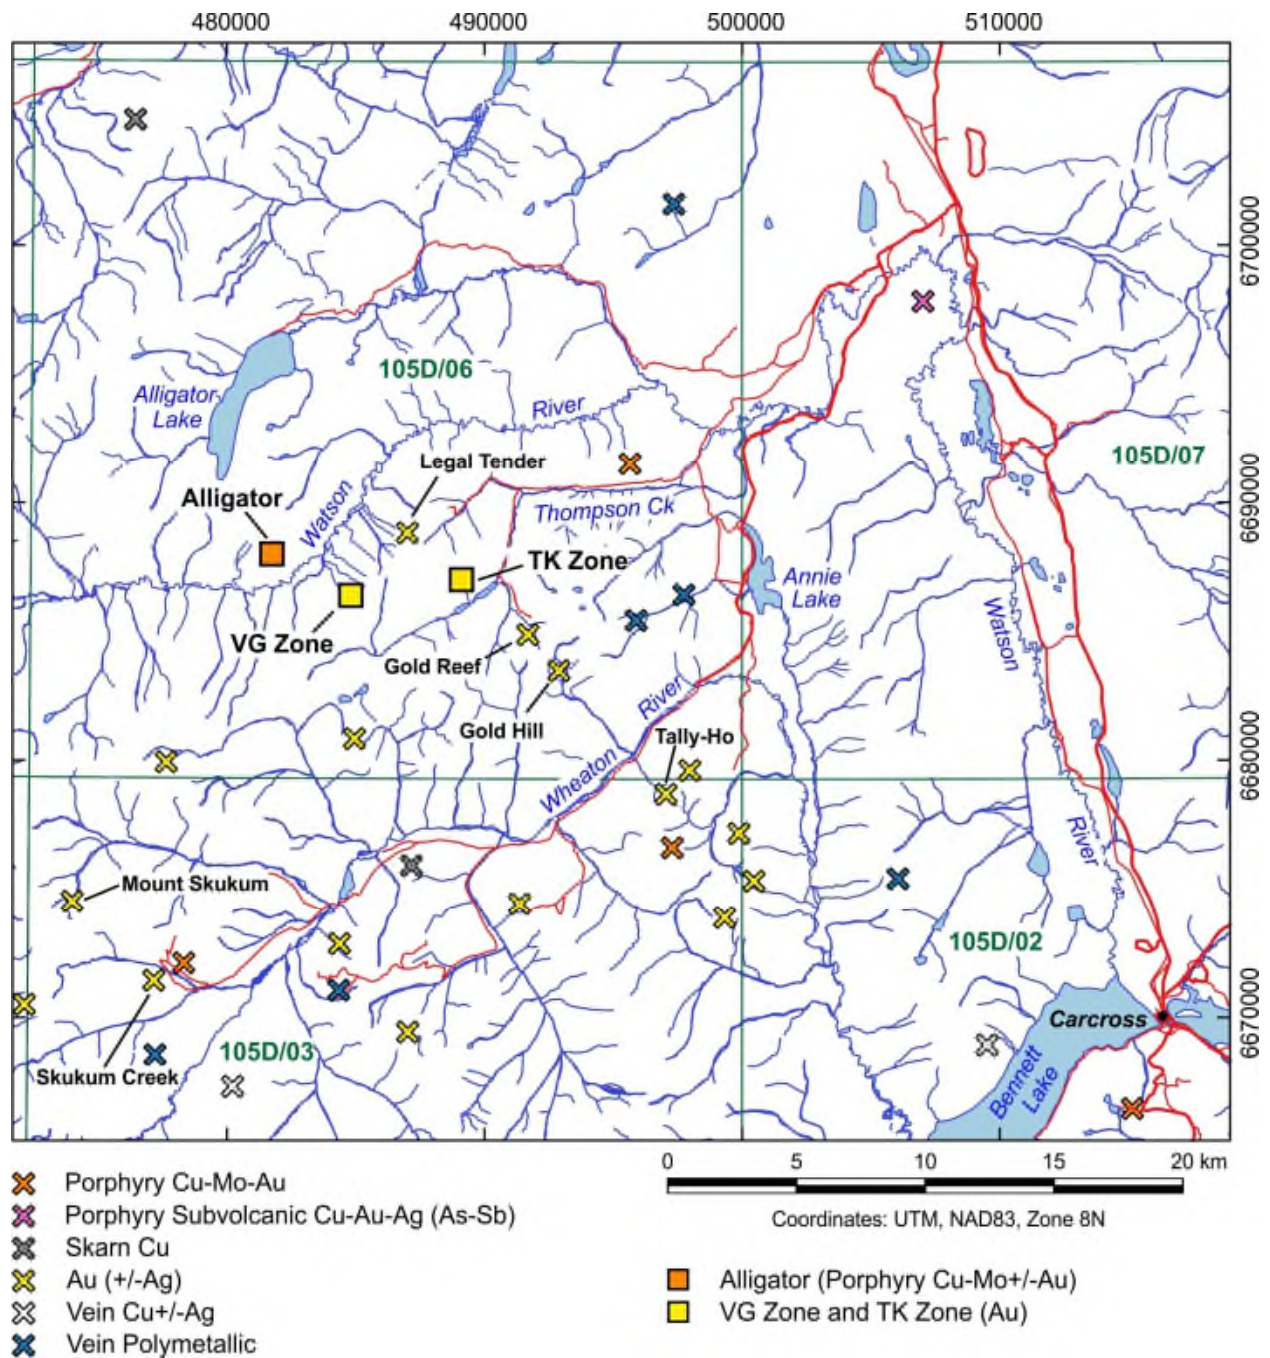 480000 490000 500000 510000
6700000
105D/06
Alligator
Lake
River
Legal Tender
105D/07
Alligator
Watson
Thompson Ck
6690000
TK Zone
Annie
Lake
VG Zone
Watson
Gold Reef
River
Gold Hill
Tally-Ho
Wheaton
6680000
River
Mount Skukum
105D/02
Carcross
6670000
105D/03
Skukum Creek
Bennett
Lake
0 5 10 15 20 km
Coordinates: UTM, NAD83, Zone 8N
Porphyry Cu-Mo-Au
Porphyry Subvolcanic Cu-Au-Ag (As-Sb)
Skarn Cu
Au (+/-Ag)
Vein Cu+/-Ag
Vein Polymetallic
Alligator (Porphyry Cu-Mo+/-Au)
VG Zone and TK Zone (Au)